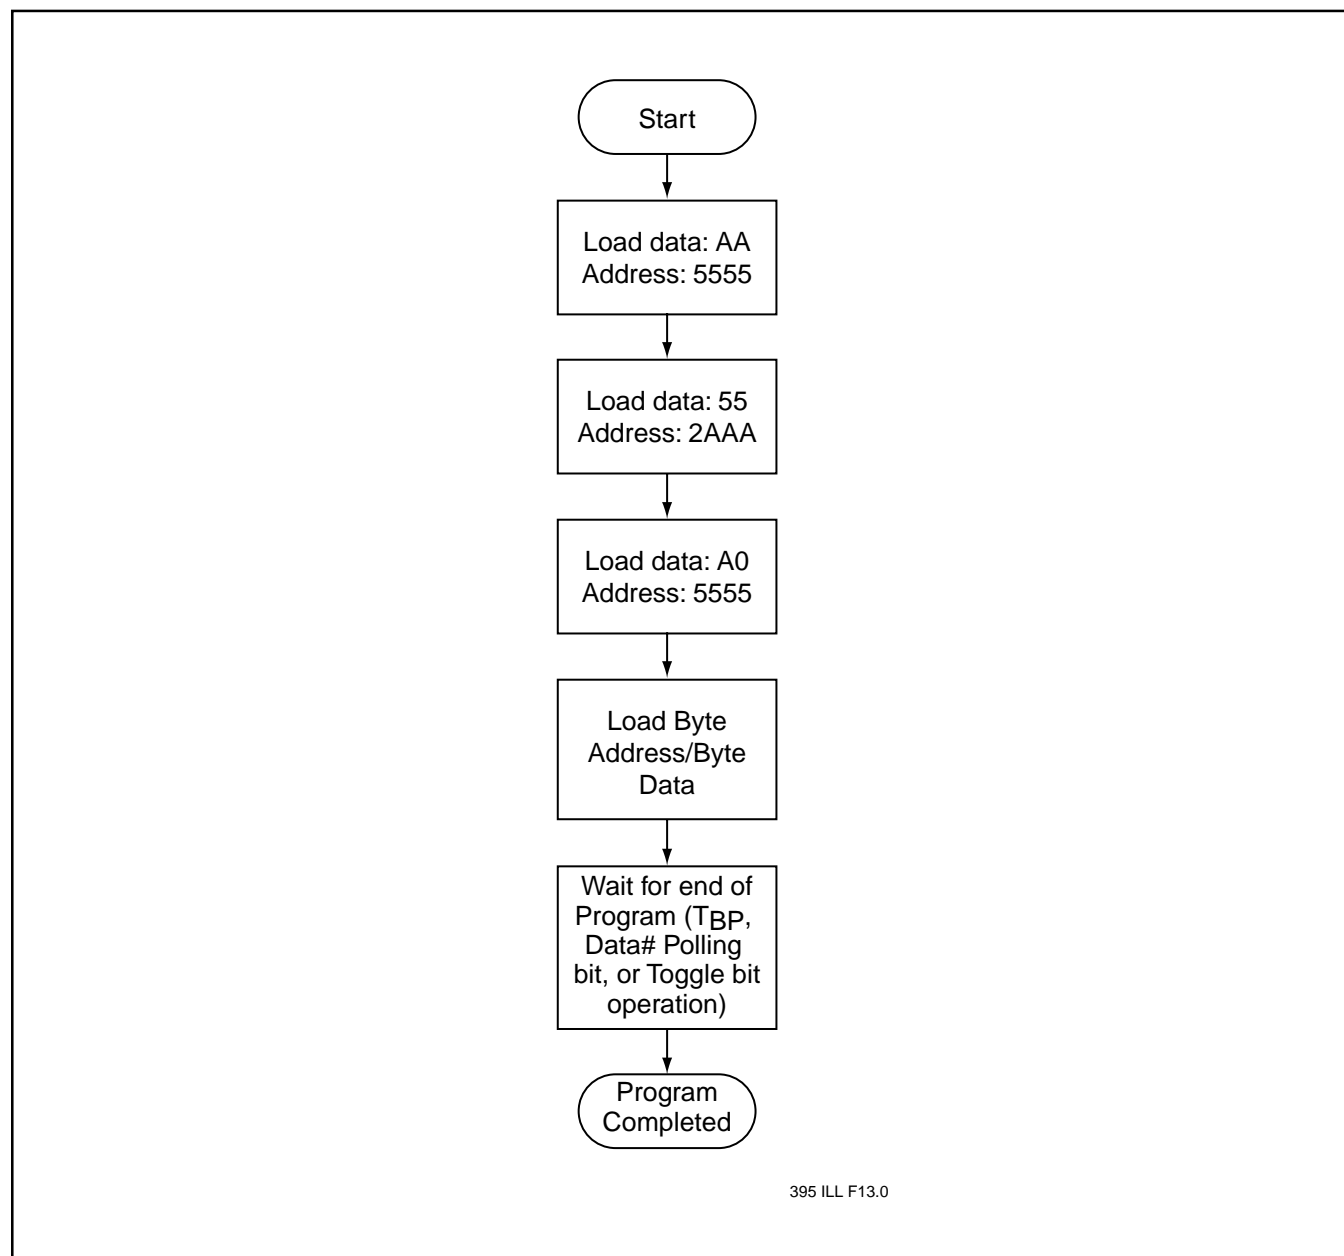 Start
Load data: AA
Address: 5555
Load data: 55
Address: 2AAA
Load data: A0
Address: 5555
Load Byte
Address/Byte
Data
Wait for end of
Program (TBP,
Data# Polling
bit, or Toggle bit
operation)
Program
Completed
395 ILL F13.0